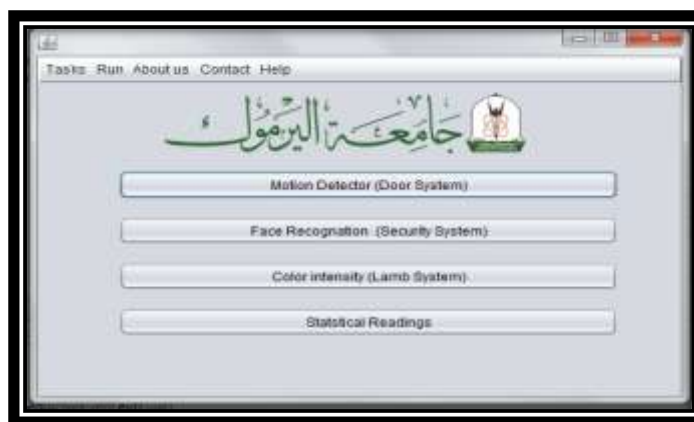 Tasks Run About us Contact Help
جامعة اليرموك
Motion Detector (Door System)
Face Recognation (Security System)
Color intensity (Lamb System)
Statstical Readings